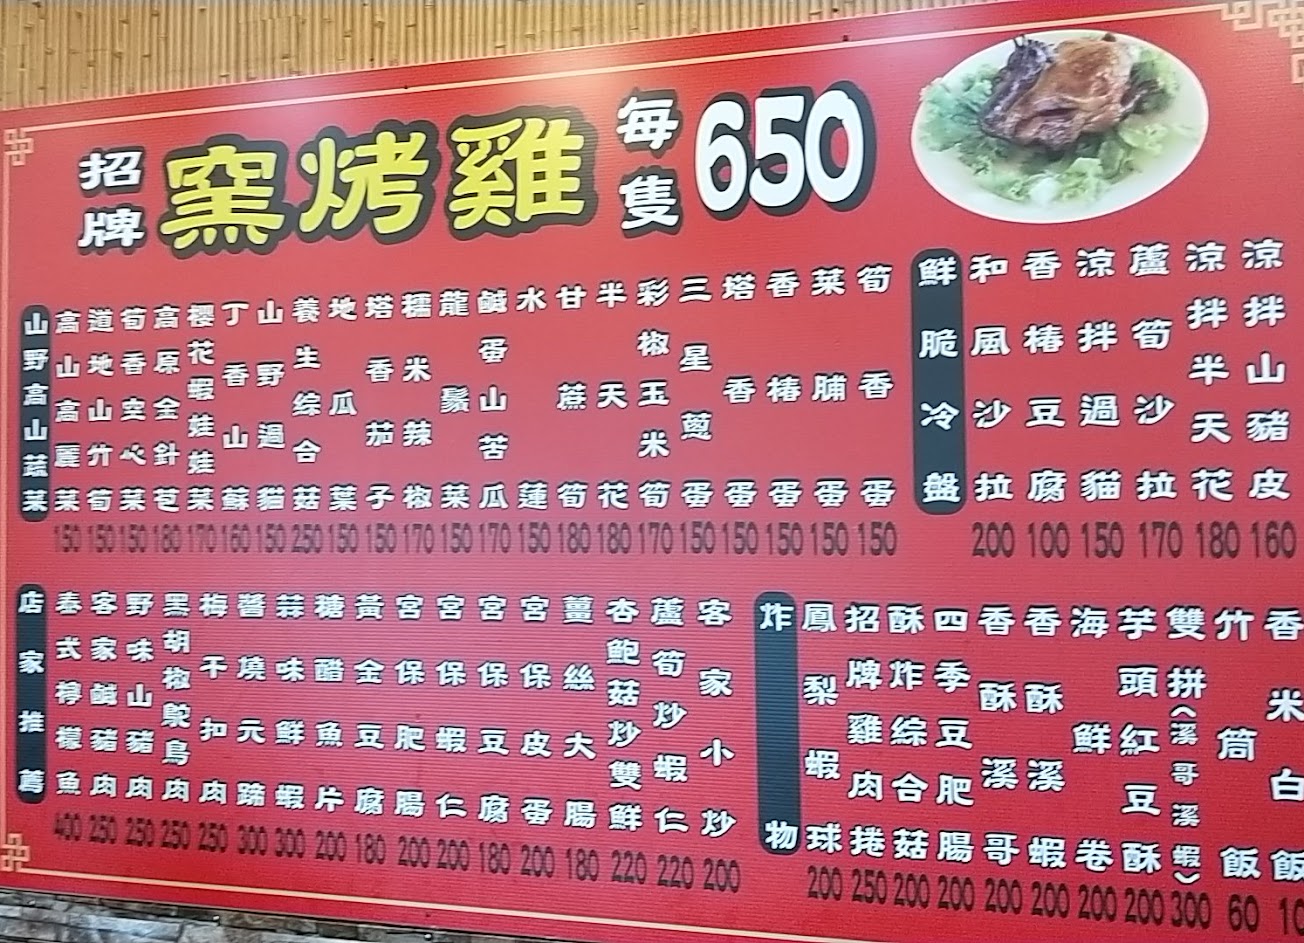 招牌 窯烤雞 每隻 650
山野高山蔬菜
高山高麗菜 150
道地山竹筍 150
筍香空心菜 150
高原金針芑 180
櫻花蝦娃娃菜 170
丁香山蘇 160
山野過貓 150
養生綜合菇 250
地瓜葉 150
塔香茄子 150
糯米辣椒 170
龍鬚菜 150
鹹蛋山苦瓜 170
水蓮 150
甘蔗筍 180
半天花 180
彩椒玉米筍 170
三星蔥蛋 150
塔香蛋 150
香椿蛋 150
菜脯蛋 150
筍香蛋 150
鮮脆冷盤
和風沙拉 200
香椿豆腐 100
涼拌過貓 150
蘆筍沙拉 170
涼拌半天花 180
涼拌山豬皮 160
店家推薦
泰式檸檬魚 400
客家鹹豬肉 250
野味山豬肉 250
黑胡椒鴕鳥肉 250
梅干扣肉 250
醬燒元蹄 300
蒜味鮮蝦 300
糖醋魚片 200
黃金豆腐 180
宮保肥腸 200
宮保蝦仁 200
宮保豆腐 180
宮保皮蛋 200
薑絲大腸 180
杏鮑菇炒雙鮮 220
蘆筍炒蝦仁 220
客家小炒 200
炸物
鳳梨蝦球 200
招牌雞肉捲 250
酥炸綜合菇 200
四季豆肥腸 200
香酥溪哥 200
香酥溪蝦 200
海鮮卷 200
芋頭紅豆酥 200
雙拼(溪哥溪蝦) 300
竹筒飯 60
香米白飯 10